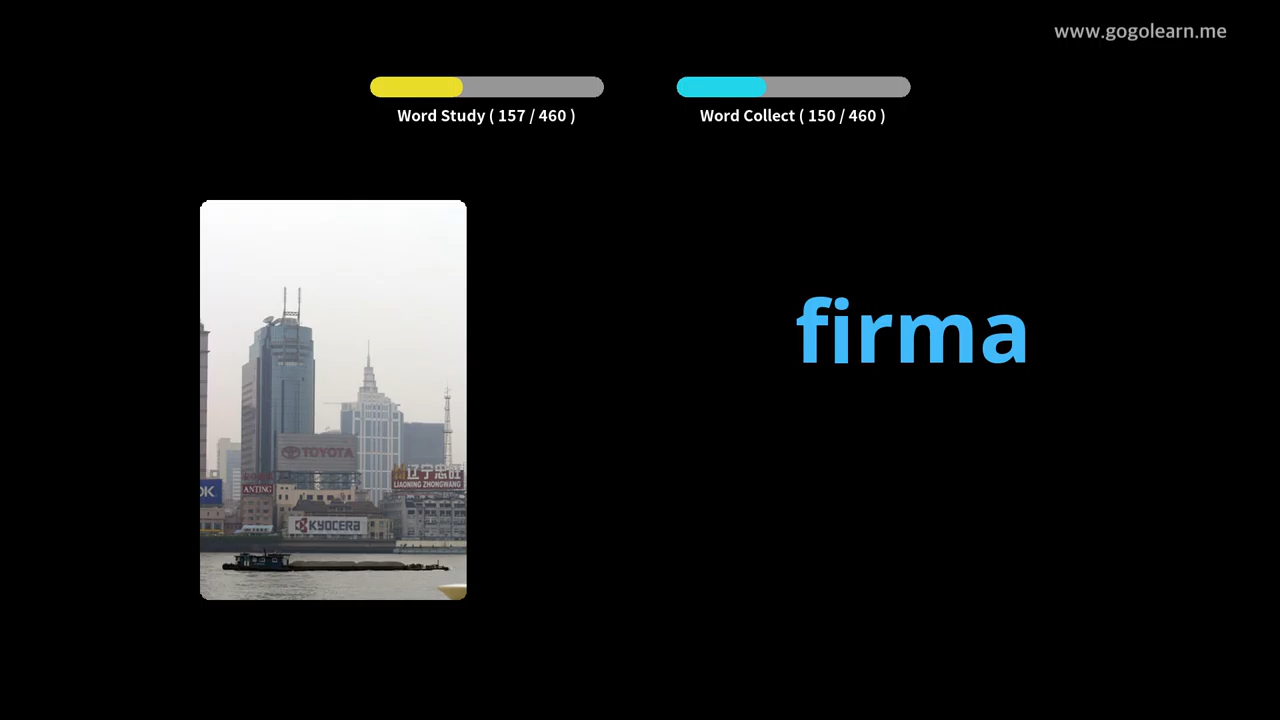 www.gogolearn.me
Word Study ( 157 / 460 )
Word Collect ( 150 / 460 )
firma
TOYOTA
辽宁忠旺
LIAONING ZHONGWANG
OK
ANTING
KYOCERA